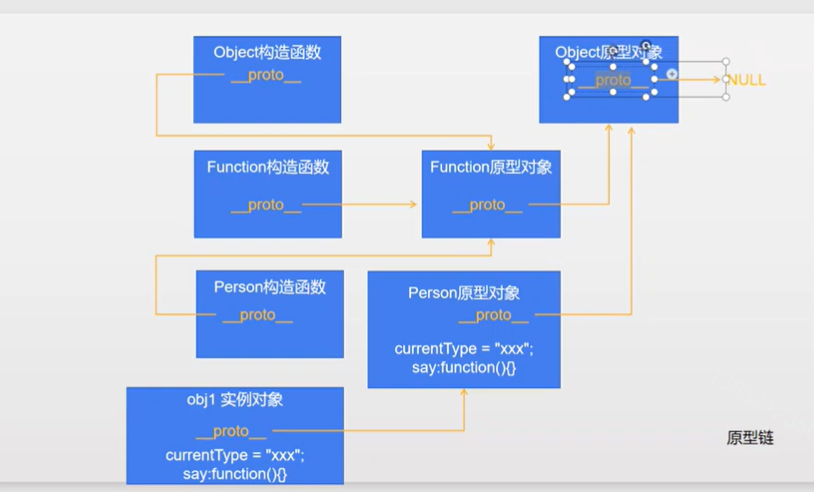 Object构造函数
__proto__
Object原型对象
__proto__
NULL
Function构造函数
__proto__
Function原型对象
__proto__
Person构造函数
__proto__
Person原型对象
__proto__
currentType = "xxx";
say:function(){}
obj1 实例对象
__proto__
currentType = "xxx";
say:function(){}
原型链